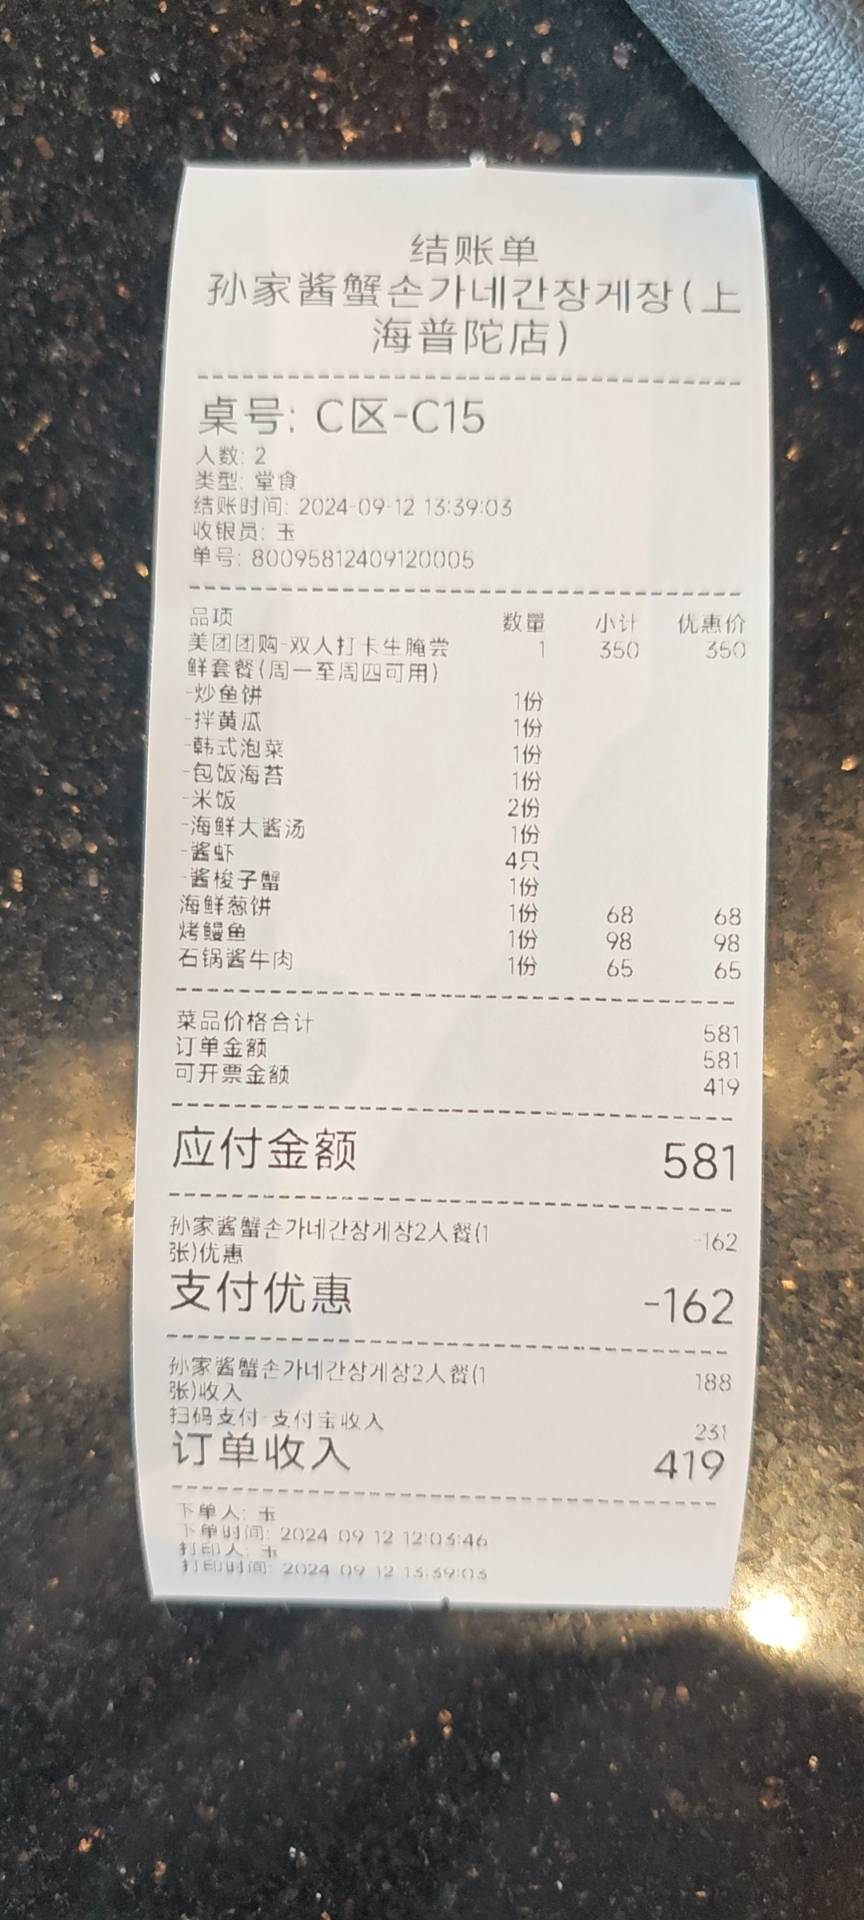 结账单
孙家酱蟹손가네간장게장(上
海普陀店)
桌号: C区-C15
人数: 2
类型: 堂食
结账时间: 2024-09-12 13:39:03
收银员: 玉
单号: 80095812409120005
品项 数量 小计 优惠价
美团团购-双人打卡生腌尝 1 350 350
鲜套餐(周一至周四可用)
-炒鱼饼 1份
-拌黄瓜 1份
-韩式泡菜 1份
-包饭海苔 1份
-米饭 2份
-海鲜大酱汤 1份
-酱虾 4只
-酱梭子蟹 1份
海鲜葱饼 1份 68 68
烤鳗鱼 1份 98 98
石锅酱牛肉 1份 65 65
菜品价格合计 581
订单金额 581
可开票金额 419
应付金额 581
孙家酱蟹손가네간장게장2人餐(1 -162
张)优惠
支付优惠 -162
孙家酱蟹손가네간장게장2人餐(1 188
张)收入
扫码支付-支付宝收入 231
订单收入 419
下单人: 玉
下单时间: 2024-09-12 12:03:46
打印人: 玉
打印时间: 2024-09-12 13:39:03